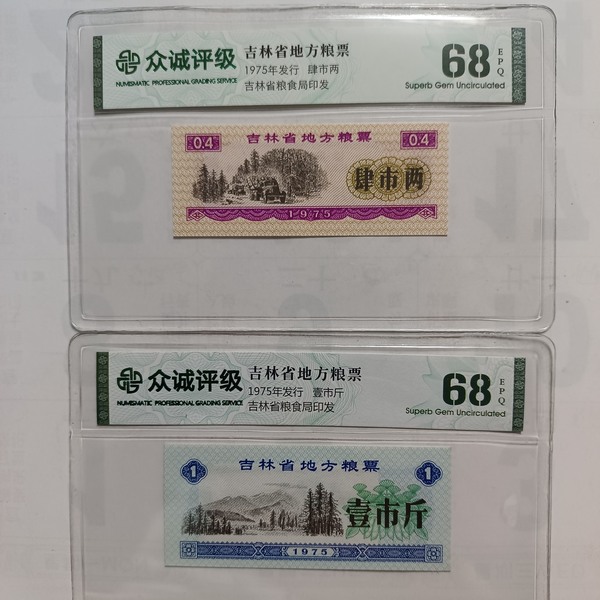 众诚评级
NUMISMATIC PROFESSIONAL GRADING SERVICE
吉林省地方粮票
1975年发行 肆市两
吉林省粮食局印发
68
EPQ
Superb Gem Uncirculated
0.4
吉林省地方粮票
0.4
肆市两
1975
众诚评级
NUMISMATIC PROFESSIONAL GRADING SERVICE
吉林省地方粮票
1975年发行 壹市斤
吉林省粮食局印发
68
EPQ
Superb Gem Uncirculated
1
吉林省地方粮票
1
壹市斤
1975